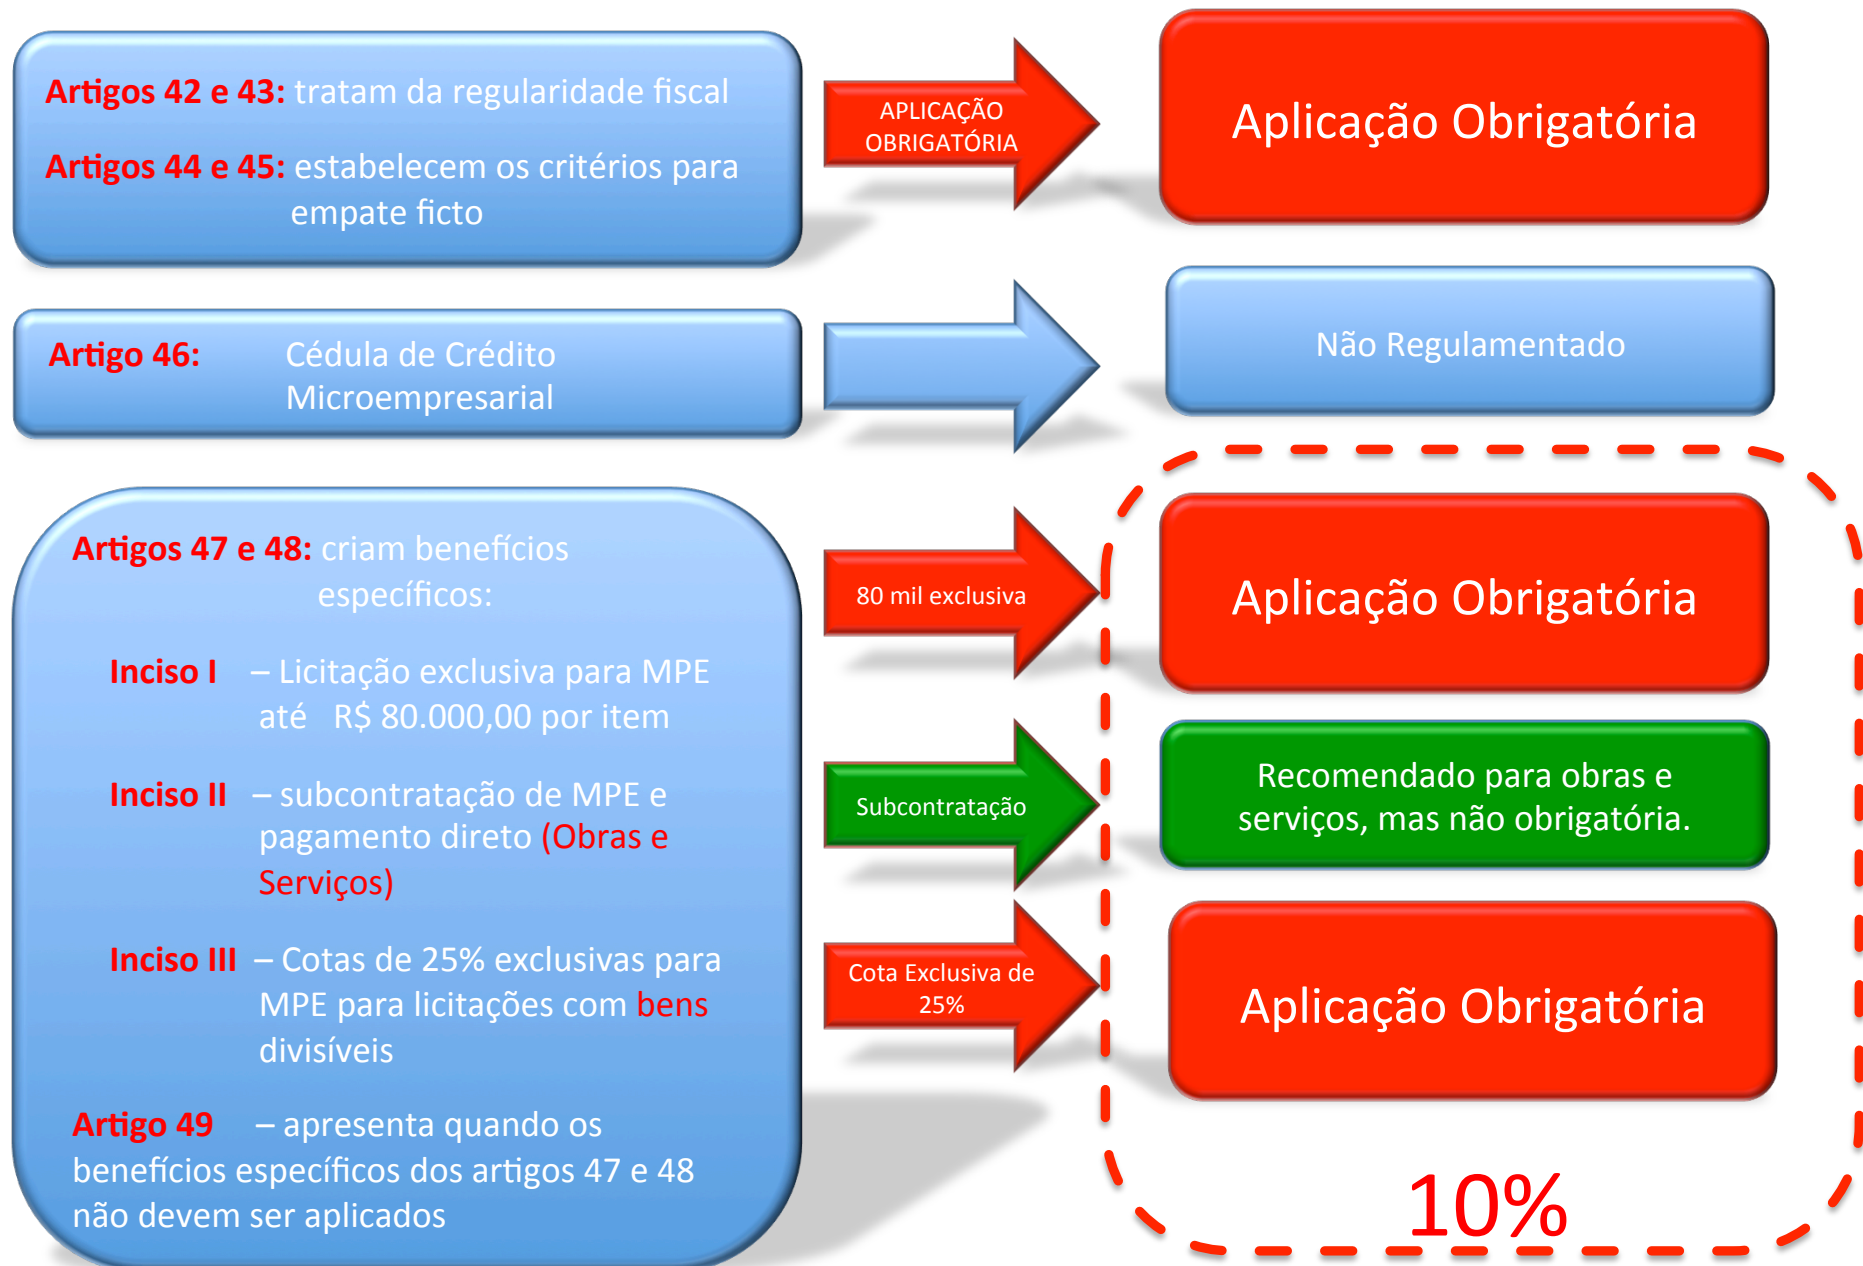 Artigos 42 e 43: tratam da regularidade fiscal
Artigos 44 e 45: estabelecem os critérios para
empate ficto
APLICAÇÃO
OBRIGATÓRIA
Aplicação Obrigatória
Artigo 46: Cédula de Crédito
Microempresarial
Não Regulamentado
Artigos 47 e 48: criam benefícios
específicos:
Inciso I – Licitação exclusiva para MPE
até R$ 80.000,00 por item
Inciso II – subcontratação de MPE e
pagamento direto (Obras e
Serviços)
Inciso III – Cotas de 25% exclusivas para
MPE para licitações com bens
divisíveis
Artigo 49 – apresenta quando os
benefícios específicos dos artigos 47 e 48
não devem ser aplicados
80 mil exclusiva
Aplicação Obrigatória
Subcontratação
Recomendado para obras e
serviços, mas não obrigatória.
Cota Exclusiva de
25%
Aplicação Obrigatória
10%